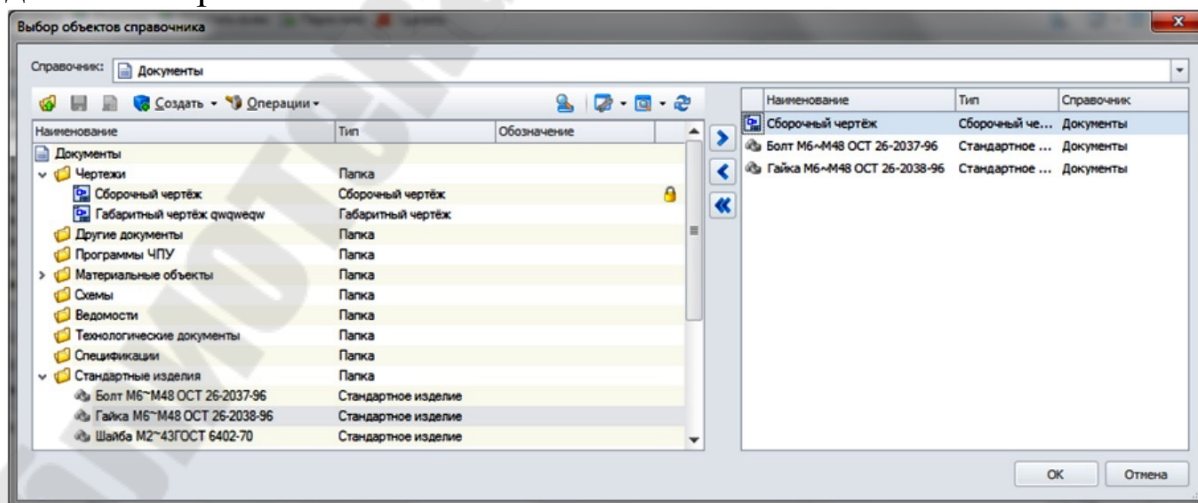 Выбор объектов справочника
Справочник: Документы
Создать Операции
Наименование Тип Обозначение
Документы
Чертежи Папка
Сборочный чертёж Сборочный чертёж
Габаритный чертёж qwqweqw Габаритный чертёж
Другие документы Папка
Программы ЧПУ Папка
Материальные объекты Папка
Схемы Папка
Ведомости Папка
Технологические документы Папка
Спецификации Папка
Стандартные изделия Папка
Болт М6~М48 ОСТ 26-2037-96 Стандартное изделие
Гайка М6~М48 ОСТ 26-2038-96 Стандартное изделие
Шайба М2~43ГОСТ 6402-70 Стандартное изделие
Наименование Тип Справочник
Сборочный чертёж Сборочный че... Документы
Болт М6~М48 ОСТ 26-2037-96 Стандартное ... Документы
Гайка М6~М48 ОСТ 26-2038-96 Стандартное ... Документы
ОК Отмена